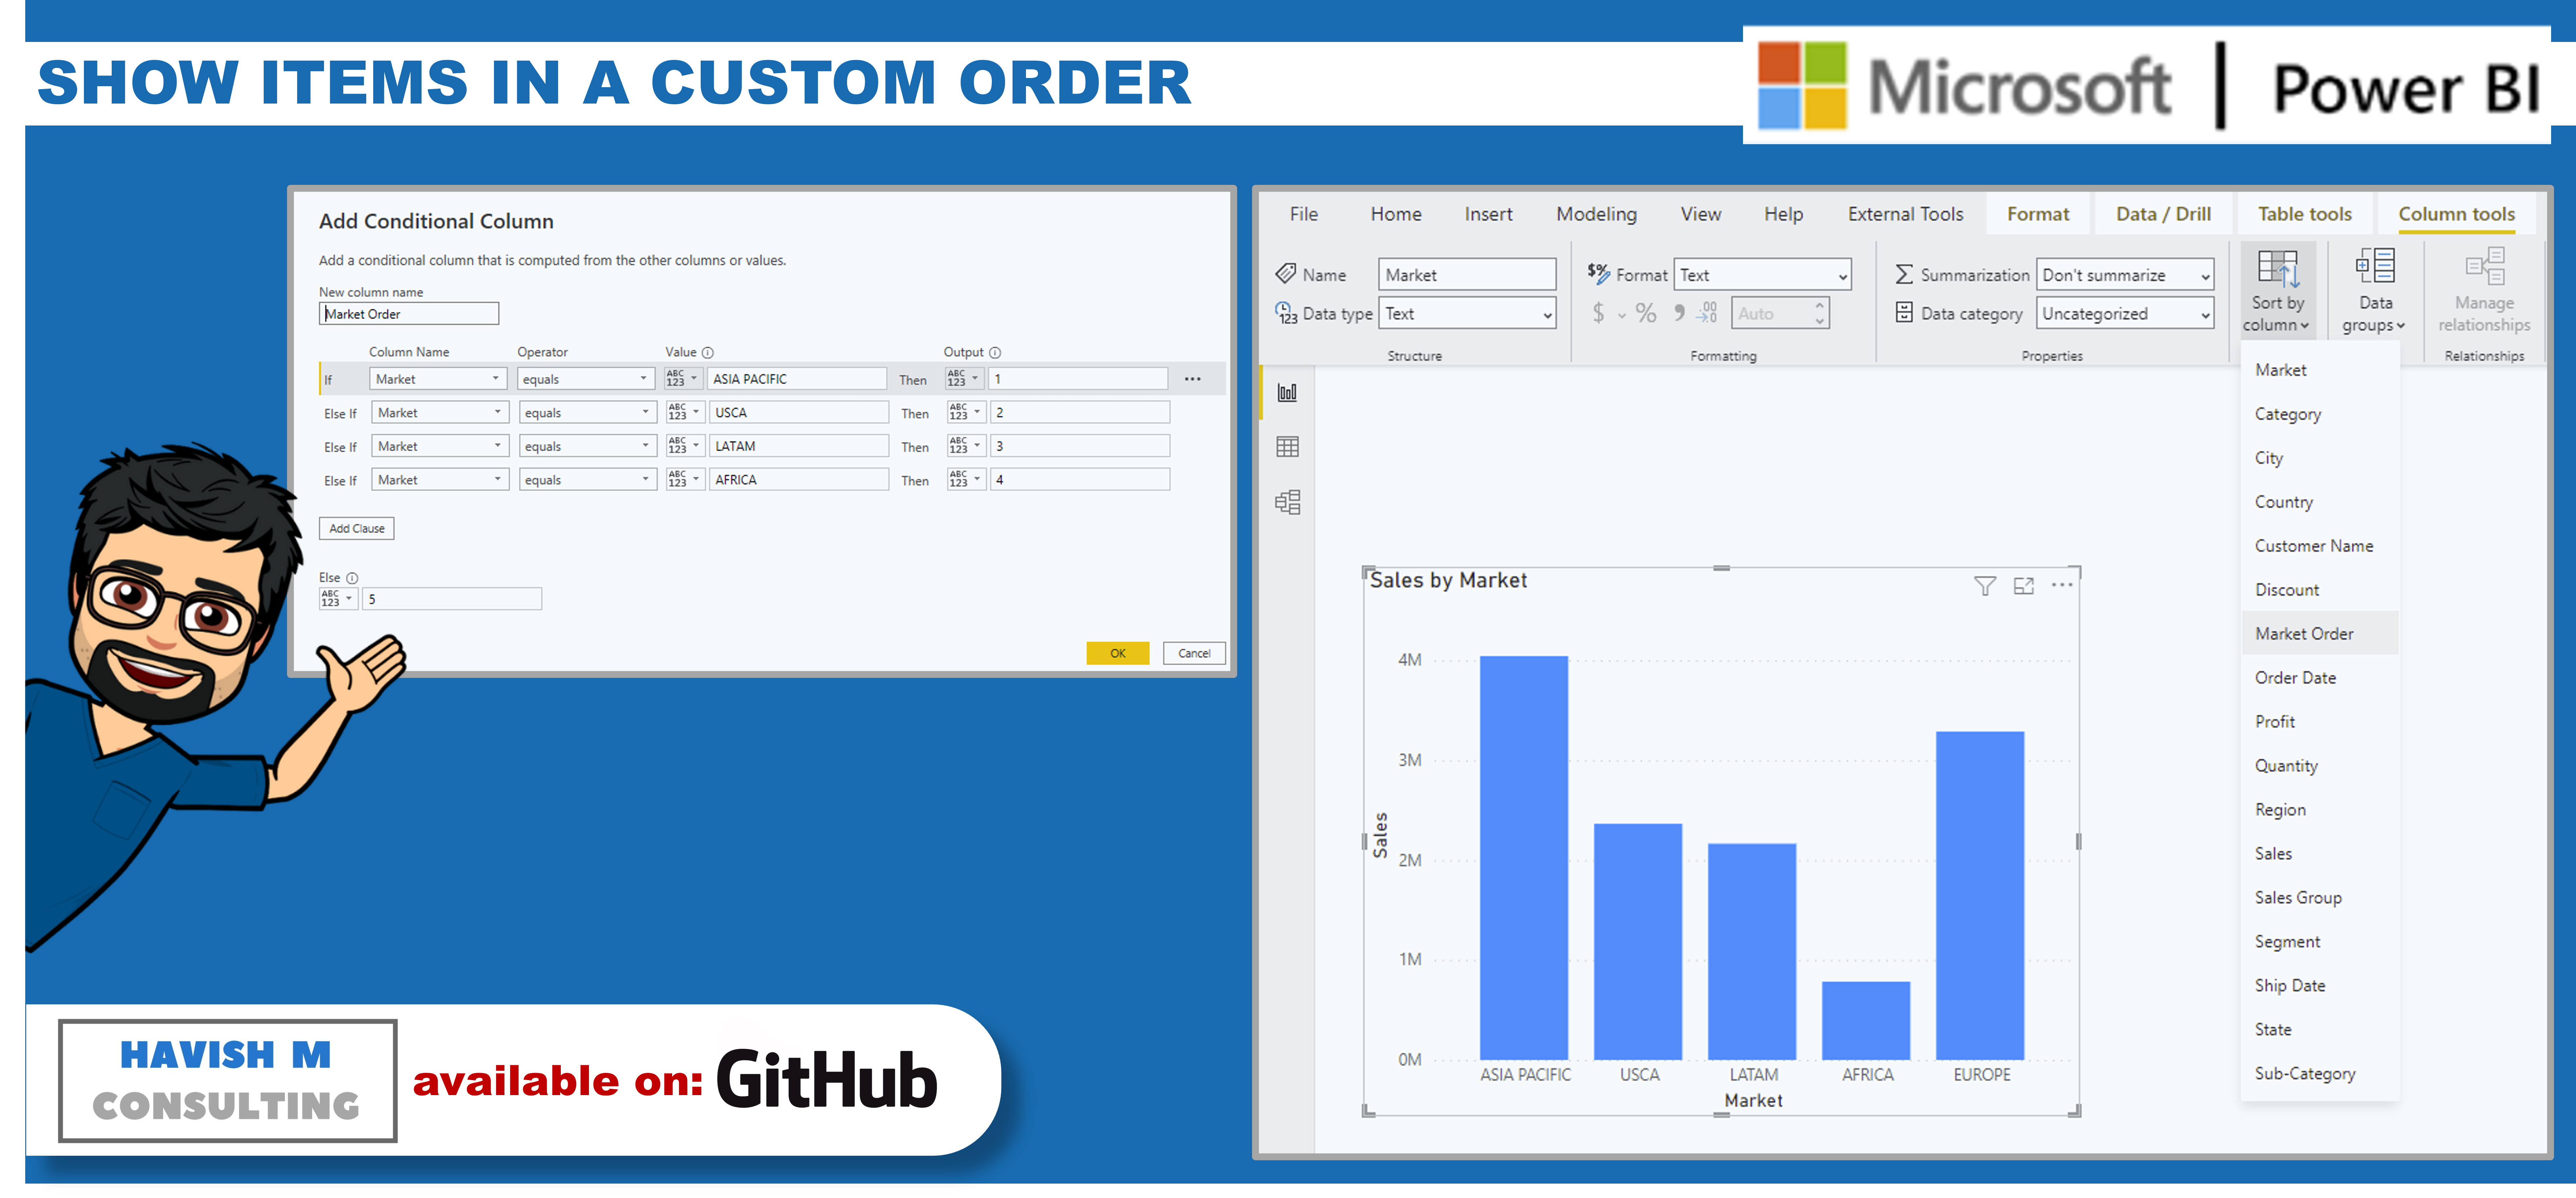 SHOW ITEMS IN A CUSTOM ORDER
Microsoft | Power BI
Add Conditional Column
Add a conditional column that is computed from the other columns or values.
New column name
Market Order
Column Name Operator Value Output
If Market equals ABC 123 ASIA PACIFIC Then ABC 123 1 ...
Else If Market equals ABC 123 USCA Then ABC 123 2
Else If Market equals ABC 123 LATAM Then ABC 123 3
Else If Market equals ABC 123 AFRICA Then ABC 123 4
Add Clause
Else
ABC 123 5
OK Cancel
File Home Insert Modeling View Help External Tools Format Data / Drill Table tools Column tools
Name Market $% Format Text Σ Summarization Don't summarize
123 Data type Text $ % , .00 →.0 Auto Data category Uncategorized
Sort by column
Data groups
Manage relationships
Structure Formatting Properties Relationships
Market
Category
City
Country
Customer Name
Discount
Market Order
Order Date
Profit
Quantity
Region
Sales
Sales Group
Segment
Ship Date
State
Sub-Category
Sales by Market
4M
3M
2M
1M
0M
Sales
ASIA PACIFIC USCA LATAM AFRICA EUROPE
Market
HAVISH M
CONSULTING
available on: GitHub